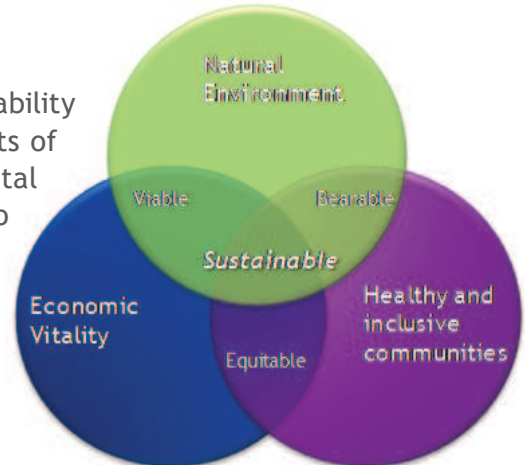 Natural
Environment
ability
ts of
tal
Viable
Bearable
Sustainable
Economic
Vitality
Healthy and
inclusive
communities
Equitable